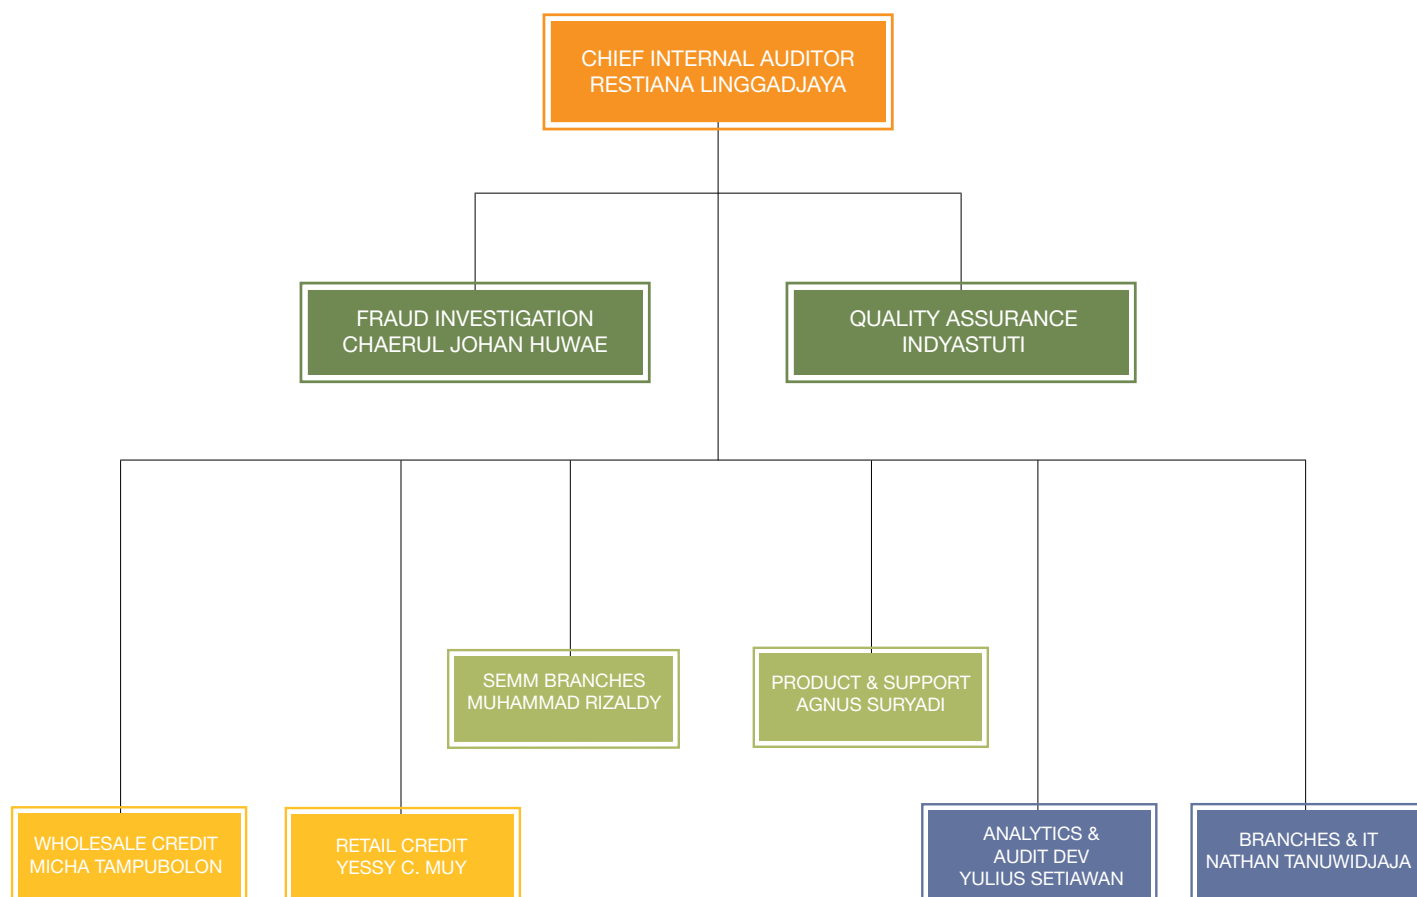 CHIEF INTERNAL AUDITOR
RESTIANA LINGGADJAYA
FRAUD INVESTIGATION
CHAERUL JOHAN HUWAE
QUALITY ASSURANCE
INDYASTUTI
SEMM BRANCHES
MUHAMMAD RIZALDY
PRODUCT & SUPPORT
AGNUS SURYADI
WHOLESALE CREDIT
MICHA TAMPUBOLON
RETAIL CREDIT
YESSY C. MUY
ANALYTICS &
AUDIT DEV
YULIUS SETIAWAN
BRANCHES & IT
NATHAN TANUWIDJAJA